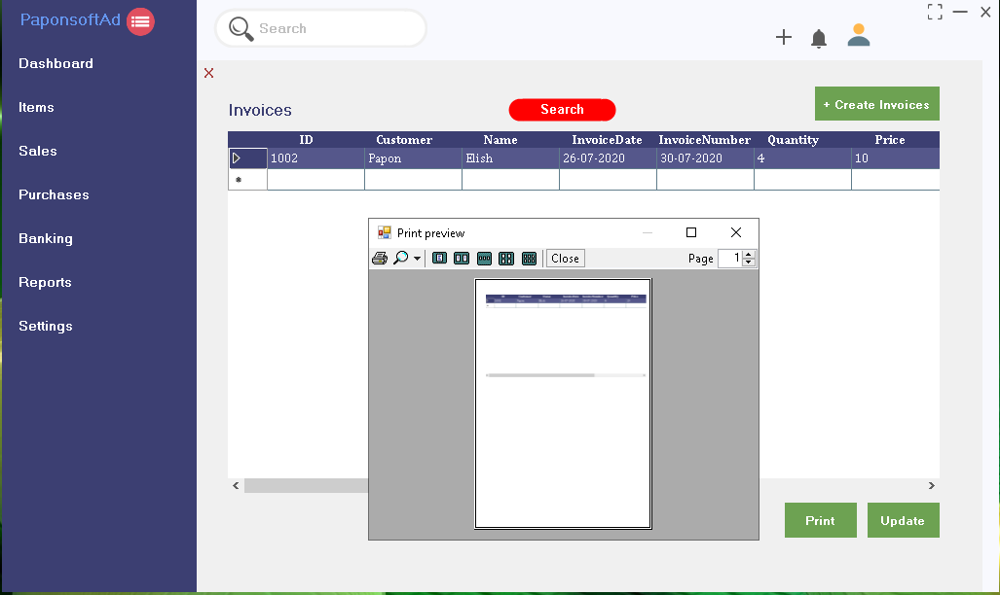 PaponsoftAd
Search
Dashboard
Items
Sales
Purchases
Banking
Reports
Settings
Invoices
Search
+ Create Invoices
ID Customer Name InvoiceDate InvoiceNumber Quantity Price
1002 Papon Elish 26-07-2020 30-07-2020 4 10
Print preview
Close
Page 1
Print
Update